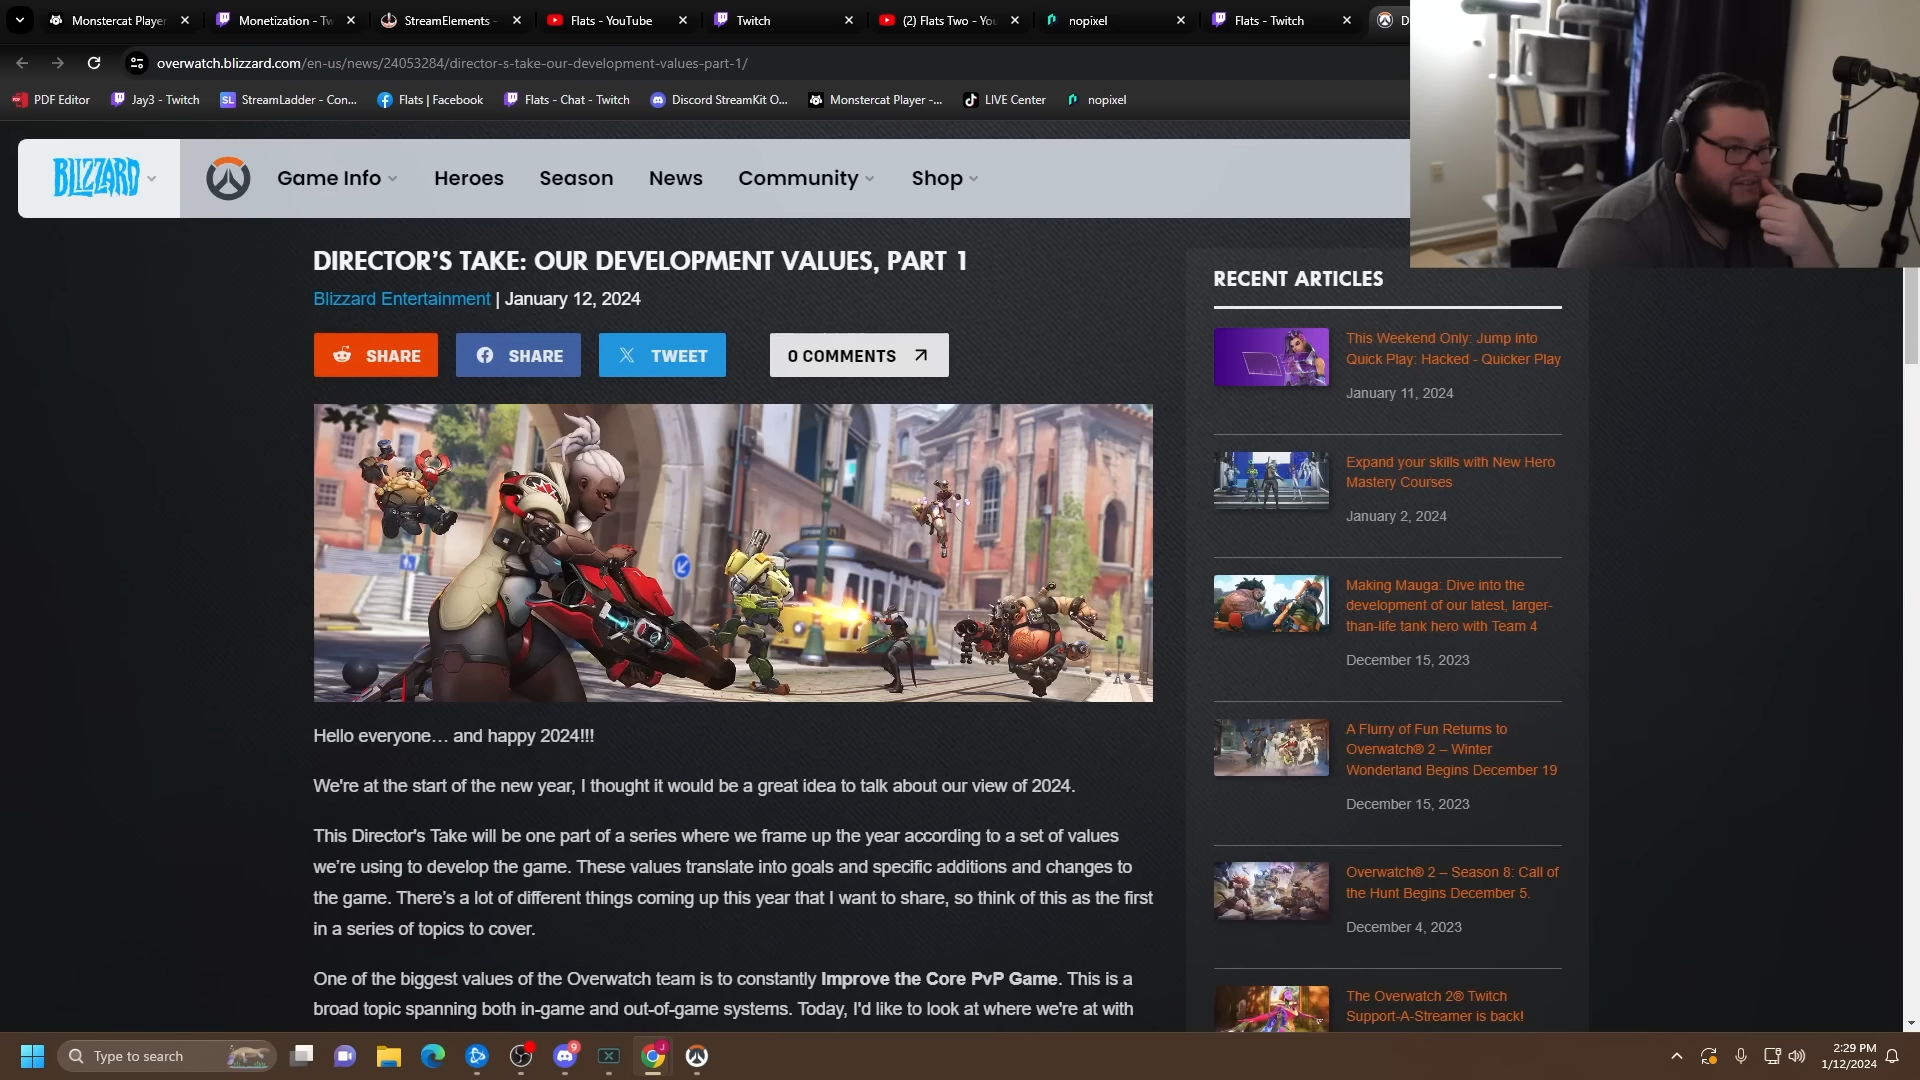 Monstercat Player
Monetization - Tw
StreamElements -
Flats - YouTube
Twitch
(2) Flats Two - You
nopixel
Flats - Twitch
D
overwatch.blizzard.com/en-us/news/24053284/director-s-take-our-development-values-part-1/
PDF Editor
Jay3 - Twitch
SL
StreamLadder - Con...
Flats | Facebook
Flats - Chat - Twitch
Discord StreamKit O...
Monstercat Player -...
LIVE Center
nopixel
BLIZZARD
Game Info
Heroes
Season
News
Community
Shop
DIRECTOR'S TAKE: OUR DEVELOPMENT VALUES, PART 1
Blizzard Entertainment | January 12, 2024
SHARE
SHARE
TWEET
0 COMMENTS
Hello everyone… and happy 2024!!!
We're at the start of the new year, I thought it would be a great idea to talk about our view of 2024.
This Director's Take will be one part of a series where we frame up the year according to a set of values
we're using to develop the game. These values translate into goals and specific additions and changes to
the game. There's a lot of different things coming up this year that I want to share, so think of this as the first
in a series of topics to cover.
One of the biggest values of the Overwatch team is to constantly Improve the Core PvP Game. This is a
broad topic spanning both in-game and out-of-game systems. Today, I'd like to look at where we're at with
RECENT ARTICLES
This Weekend Only: Jump into
Quick Play: Hacked - Quicker Play
January 11, 2024
Expand your skills with New Hero
Mastery Courses
January 2, 2024
Making Mauga: Dive into the
development of our latest, larger-
than-life tank hero with Team 4
December 15, 2023
A Flurry of Fun Returns to
Overwatch® 2 – Winter
Wonderland Begins December 19
December 15, 2023
Overwatch® 2 – Season 8: Call of
the Hunt Begins December 5.
December 4, 2023
The Overwatch 2® Twitch
Support-A-Streamer is back!
Type to search
9
J
2:29 PM
1/12/2024